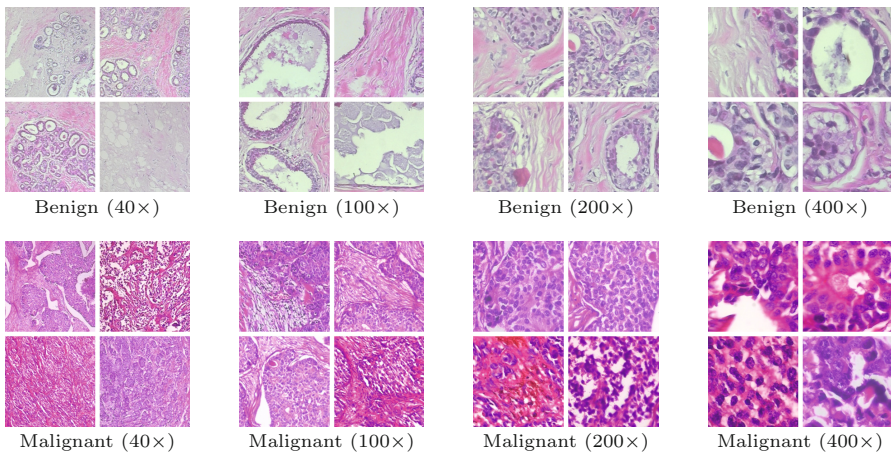 Benign (40×)
Benign (100×)
Benign (200×)
Benign (400×)
Malignant (40×)
Malignant (100×)
Malignant (200×)
Malignant (400×)